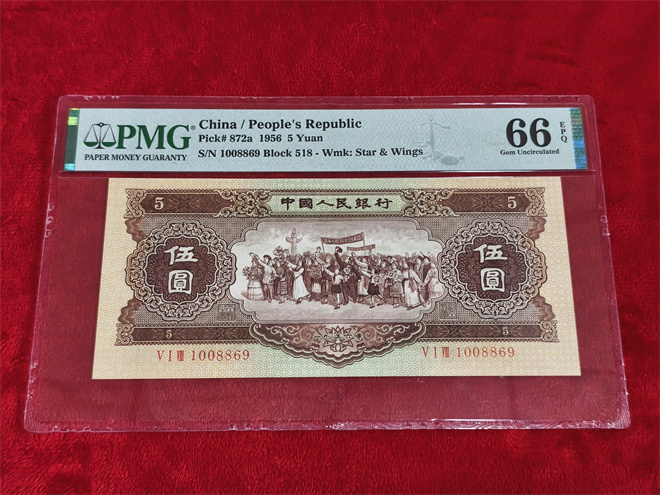 PMG®
PAPER MONEY GUARANTY
China / People's Republic
Pick# 872a 1956 5 Yuan
S/N 1008869 Block 518 - Wmk: Star & Wings
66 EPQ
Gem Uncirculated
5 中國人民銀行 5
伍圓 伍圓
5 5
V I VIII 1008869 V I VIII 1008869